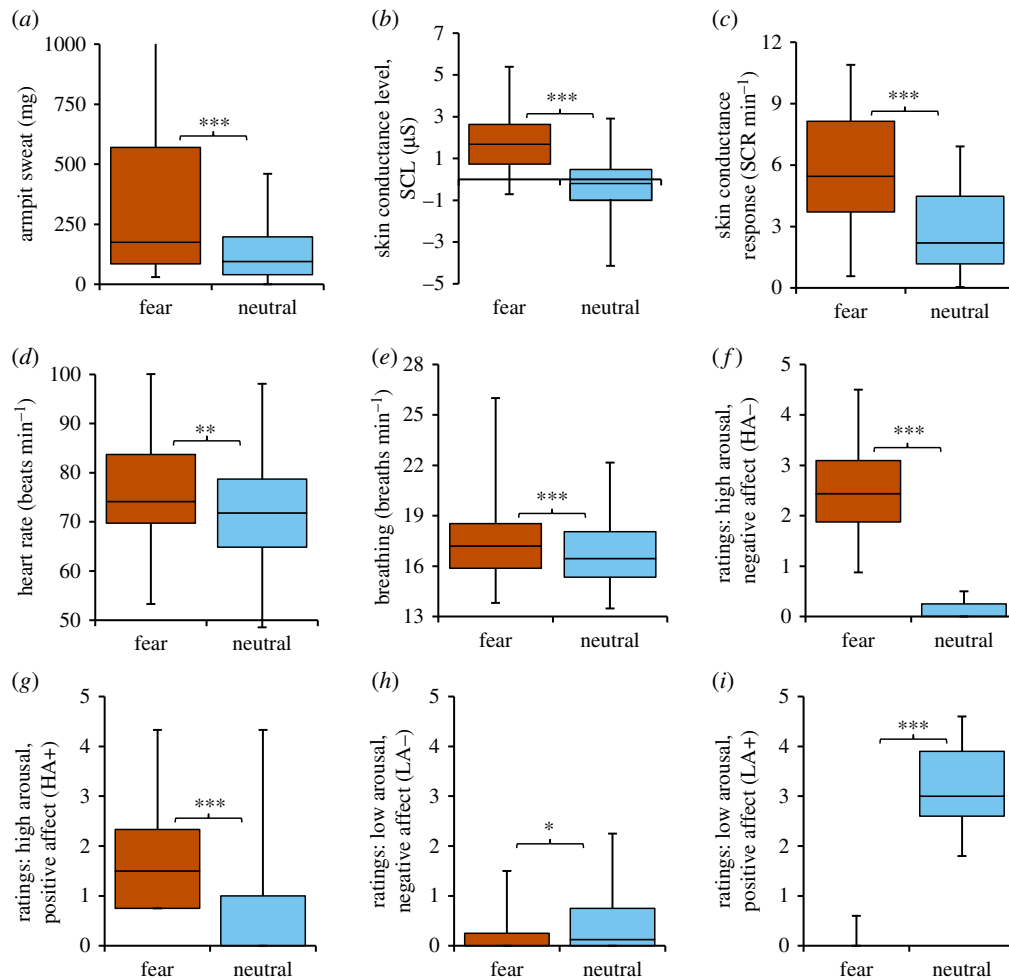 (a)
armpit sweat (mg)
1000
750
500
250
0
***
fear neutral
(b)
skin conductance level,
SCL (µS)
7
5
3
1
–1
–3
–5
***
fear neutral
(c)
skin conductance
response (SCR min⁻¹)
12
9
6
3
0
***
fear neutral
(d)
heart rate (beats min⁻¹)
100
90
80
70
60
50
**
fear neutral
(e)
breathing (breaths min⁻¹)
28
25
22
19
16
13
***
fear neutral
(f)
ratings: high arousal,
negative affect (HA–)
5
4
3
2
1
0
***
fear neutral
(g)
ratings: high arousal,
positive affect (HA+)
5
4
3
2
1
0
***
fear neutral
(h)
ratings: low arousal,
negative affect (LA–)
5
4
3
2
1
0
*
fear neutral
(i)
ratings: low arousal,
positive affect (LA+)
5
4
3
2
1
0
***
fear neutral